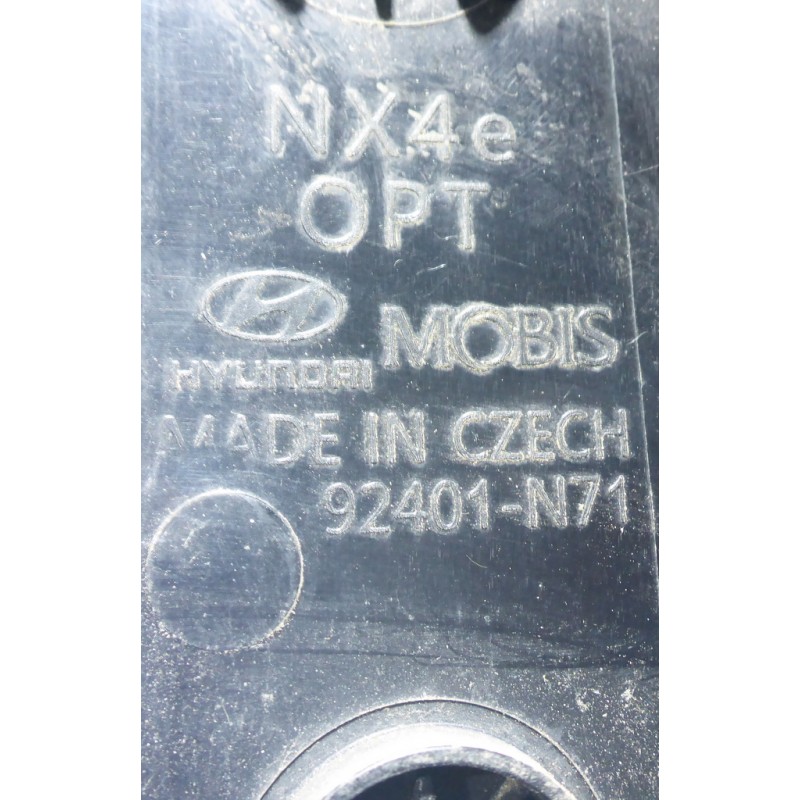 NX4e
OPT
HYUNDAI MOBIS
MADE IN CZECH
92401-N71